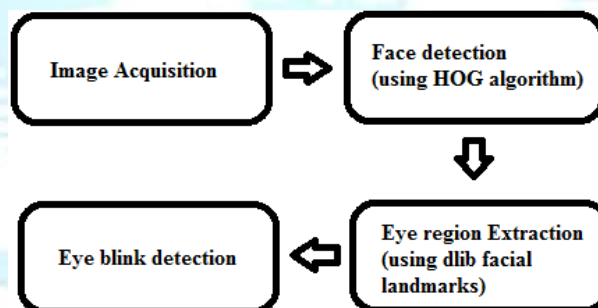 Image Acquisition
Face detection
(using HOG algorithm)
Eye region Extraction
(using dlib facial
landmarks)
Eye blink detection